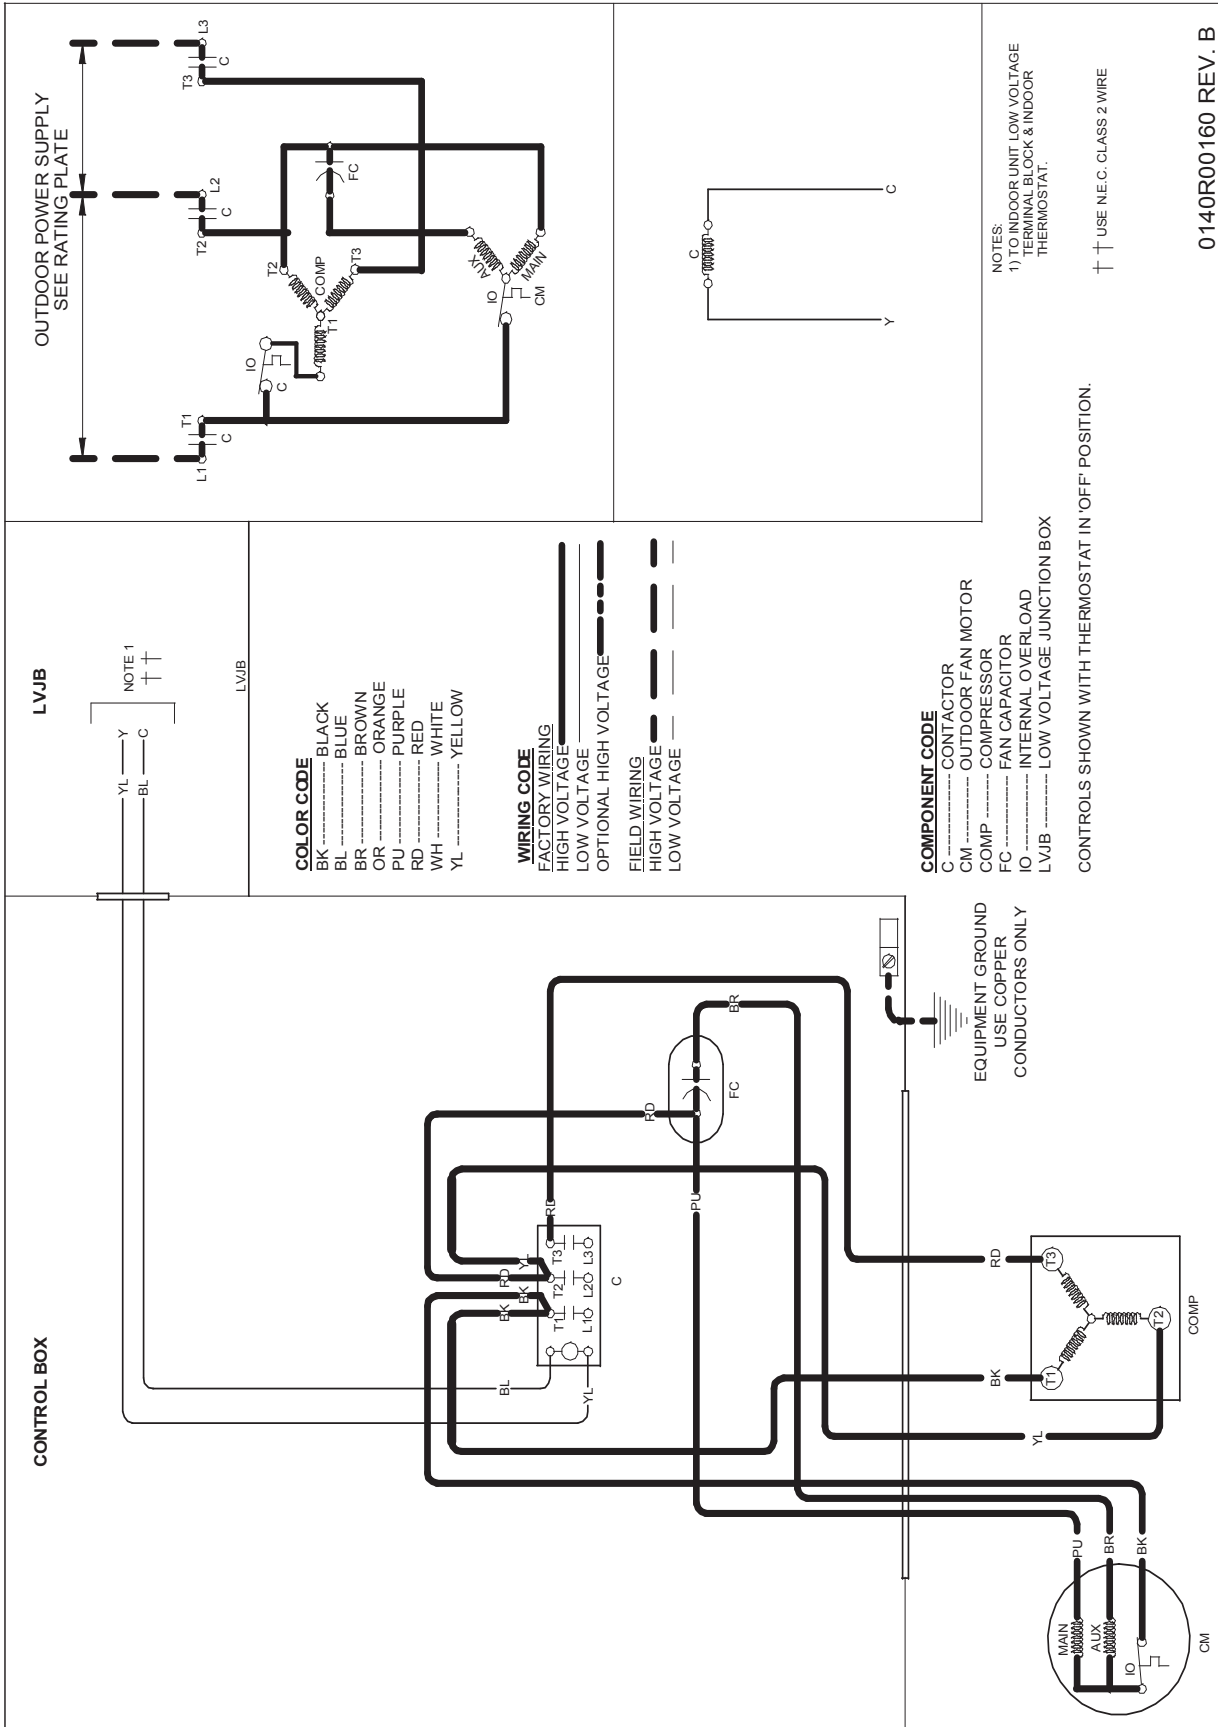 CONTROL BOX
LVJB
YL
Y
BL
C
NOTE 1
LVJB
BL
YL
BK
BK
RD
YL
RD
T1
T2
T3
L1
L2
L3
C
RD
FC
BR
PU
MAIN
AUX
IO
CM
PU
BR
BK
YL
BK
RD
T1
T2
T3
COMP
EQUIPMENT GROUND
USE COPPER
CONDUCTORS ONLY
COLOR CODE
BK ------------ BLACK
BL ------------ BLUE
BR ------------ BROWN
OR ------------ ORANGE
PU ------------ PURPLE
RD ------------ RED
WH ------------ WHITE
YL ------------ YELLOW
WIRING CODE
FACTORY WIRING
HIGH VOLTAGE
LOW VOLTAGE
OPTIONAL HIGH VOLTAGE
FIELD WIRING
HIGH VOLTAGE
LOW VOLTAGE
COMPONENT CODE
C ------------ CONTACTOR
CM ------------ OUTDOOR FAN MOTOR
COMP -------- COMPRESSOR
FC ------------ FAN CAPACITOR
IO ------------ INTERNAL OVERLOAD
LVJB --------- LOW VOLTAGE JUNCTION BOX
CONTROLS SHOWN WITH THERMOSTAT IN 'OFF' POSITION.
OUTDOOR POWER SUPPLY
SEE RATING PLATE
L1
C
T1
T2
C
L2
T3
C
L3
IO
C
T1
T2
COMP
T3
FC
AUX
MAIN
IO
CM
C
Y
C
NOTES:
1) TO INDOOR UNIT LOW VOLTAGE
TERMINAL BLOCK & INDOOR
THERMOSTAT.
†† USE N.E.C. CLASS 2 WIRE
0140R00160 REV. B